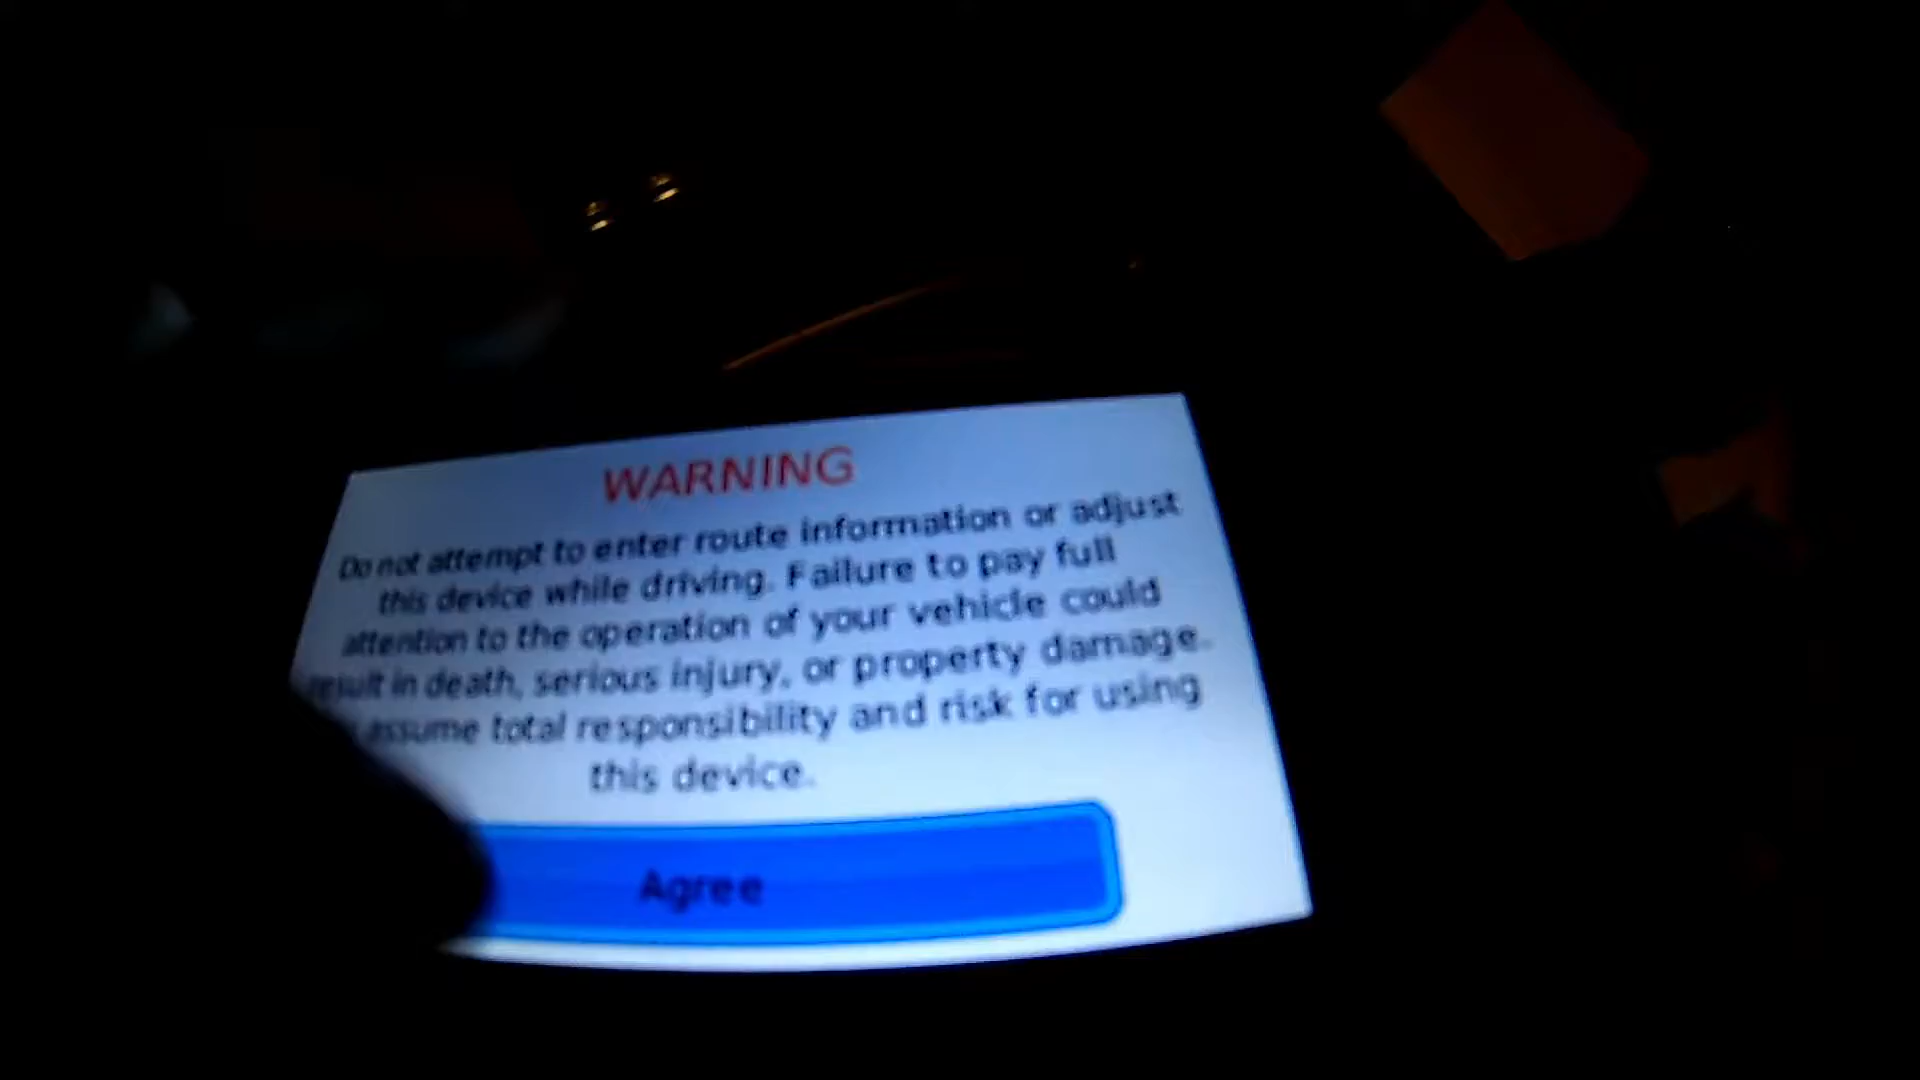 WARNING
Do not attempt to enter route information or adjust
this device while driving. Failure to pay full
attention to the operation of your vehicle could
result in death, serious injury, or property damage.
assume total responsibility and risk for using
this device.
Agree